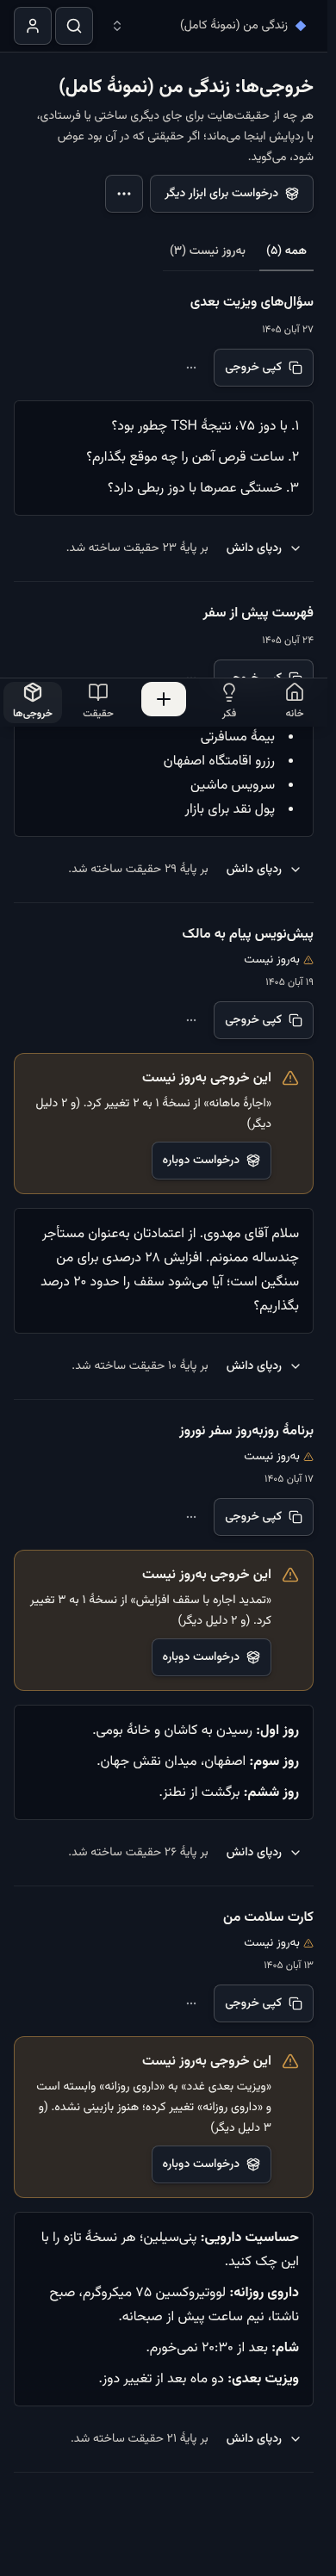 زندگی من (نمونهٔ کامل)
خروجی‌ها: زندگی من (نمونهٔ کامل)
هر چه از حقیقت‌هایت برای جای دیگری ساختی یا فرستادی،
با ردپایش اینجا می‌ماند؛ اگر حقیقتی که در آن بود عوض
شود، می‌گوید.
درخواست برای ابزار دیگر
همه (۵)
به‌روز نیست (۳)
سؤال‌های ویزیت بعدی
۲۷ آبان ۱۴۰۵
کپی خروجی
۱. با دوز ۷۵، نتیجهٔ TSH چطور بود؟
۲. ساعت قرص آهن را چه موقع بگذارم؟
۳. خستگی عصرها با دوز ربطی دارد؟
ردپای دانش
بر پایهٔ ۲۳ حقیقت ساخته شد.
فهرست پیش از سفر
۲۴ آبان ۱۴۰۵
خانه
فکر
حقیقت
خروجی‌ها
بیمهٔ مسافرتی
رزرو اقامتگاه اصفهان
سرویس ماشین
پول نقد برای بازار
ردپای دانش
بر پایهٔ ۲۹ حقیقت ساخته شد.
پیش‌نویس پیام به مالک
به‌روز نیست
۱۹ آبان ۱۴۰۵
کپی خروجی
این خروجی به‌روز نیست
«اجارهٔ ماهانه» از نسخهٔ ۱ به ۲ تغییر کرد. (و ۲ دلیل
دیگر)
درخواست دوباره
سلام آقای مهدوی. از اعتمادتان به‌عنوان مستأجر
چندساله ممنونم. افزایش ۲۸ درصدی برای من
سنگین است؛ آیا می‌شود سقف را حدود ۲۰ درصد
بگذاریم؟
ردپای دانش
بر پایهٔ ۱۰ حقیقت ساخته شد.
برنامهٔ روزبه‌روز سفر نوروز
به‌روز نیست
۱۷ آبان ۱۴۰۵
کپی خروجی
این خروجی به‌روز نیست
«تمدید اجاره با سقف افزایش» از نسخهٔ ۱ به ۳ تغییر
کرد. (و ۲ دلیل دیگر)
درخواست دوباره
روز اول: رسیدن به کاشان و خانهٔ بومی.
روز سوم: اصفهان، میدان نقش جهان.
روز ششم: برگشت از نطنز.
ردپای دانش
بر پایهٔ ۲۶ حقیقت ساخته شد.
کارت سلامت من
به‌روز نیست
۱۳ آبان ۱۴۰۵
کپی خروجی
این خروجی به‌روز نیست
«ویزیت بعدی غدد» به «داروی روزانه» وابسته است
و «داروی روزانه» تغییر کرده؛ هنوز بازبینی نشده. (و
۳ دلیل دیگر)
درخواست دوباره
حساسیت دارویی: پنی‌سیلین؛ هر نسخهٔ تازه را با
این چک کنید.
داروی روزانه: لووتیروکسین ۷۵ میکروگرم، صبح
ناشتا، نیم ساعت پیش از صبحانه.
شام: بعد از ۲۰:۳۰ نمی‌خورم.
ویزیت بعدی: دو ماه بعد از تغییر دوز.
ردپای دانش
بر پایهٔ ۲۱ حقیقت ساخته شد.